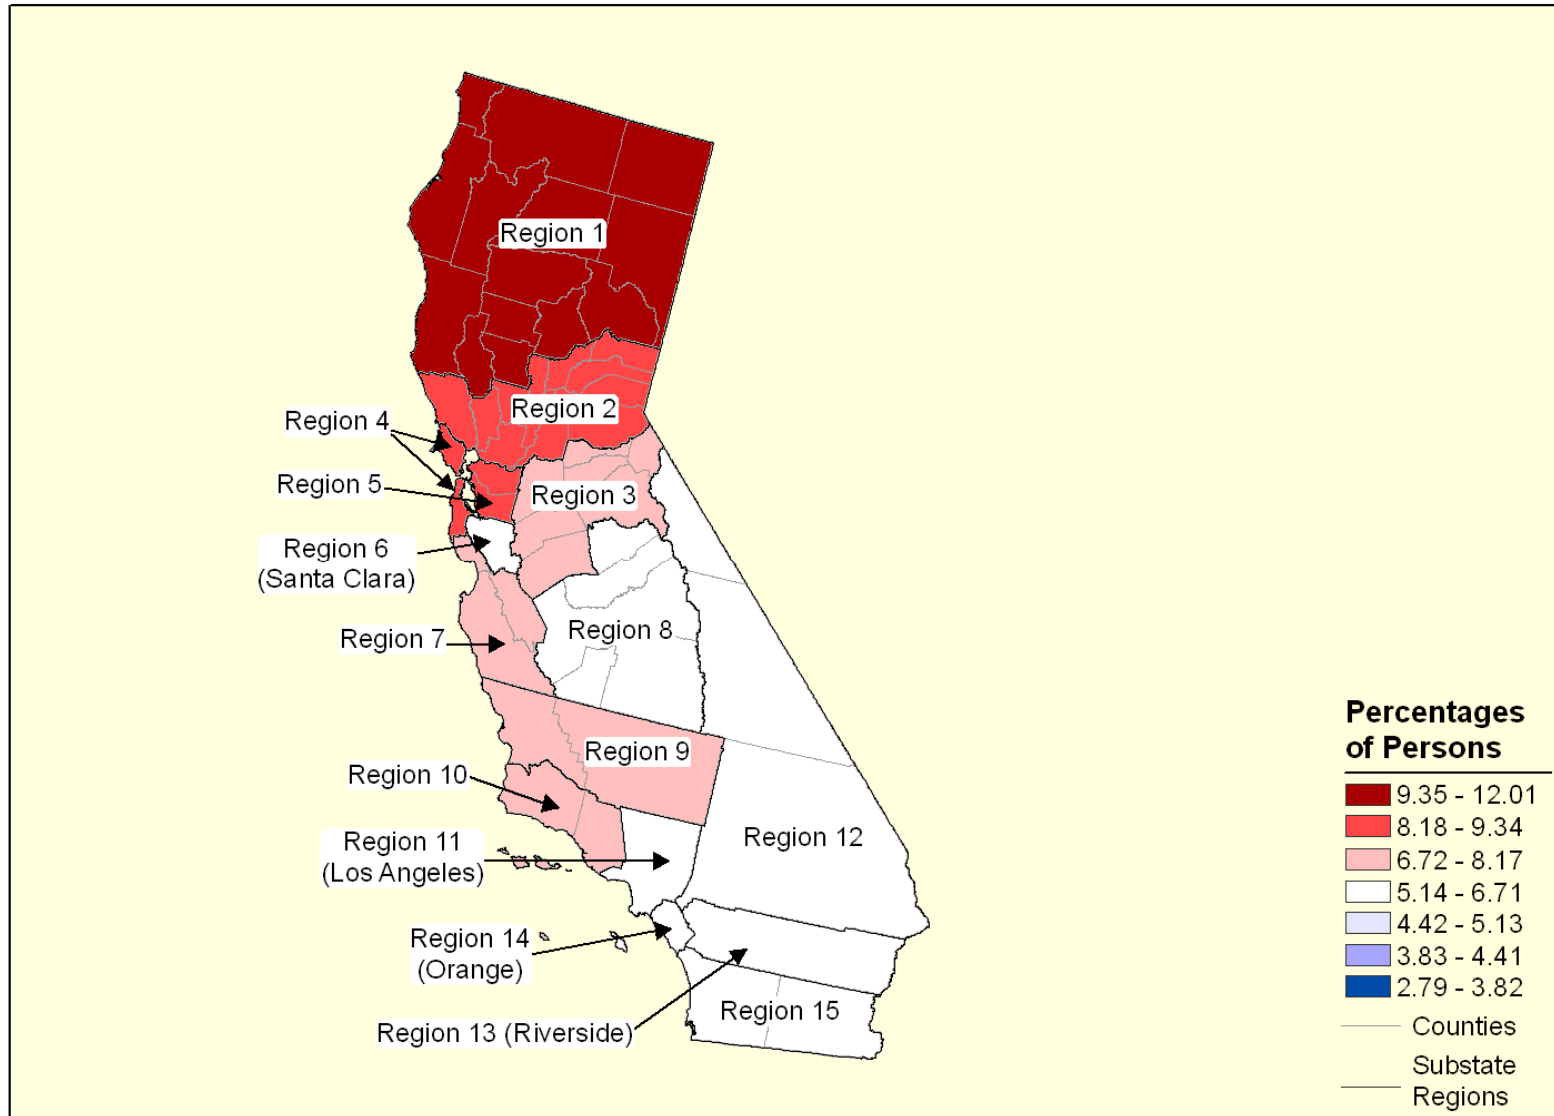 Region 1
Region 2
Region 4
Region 5
Region 3
Region 6
(Santa Clara)
Region 7
Region 8
Region 9
Region 10
Region 11
(Los Angeles)
Region 12
Region 14
(Orange)
Region 13 (Riverside)
Region 15
Percentages
of Persons
9.35 - 12.01
8.18 - 9.34
6.72 - 8.17
5.14 - 6.71
4.42 - 5.13
3.83 - 4.41
2.79 - 3.82
Counties
Substate
Regions